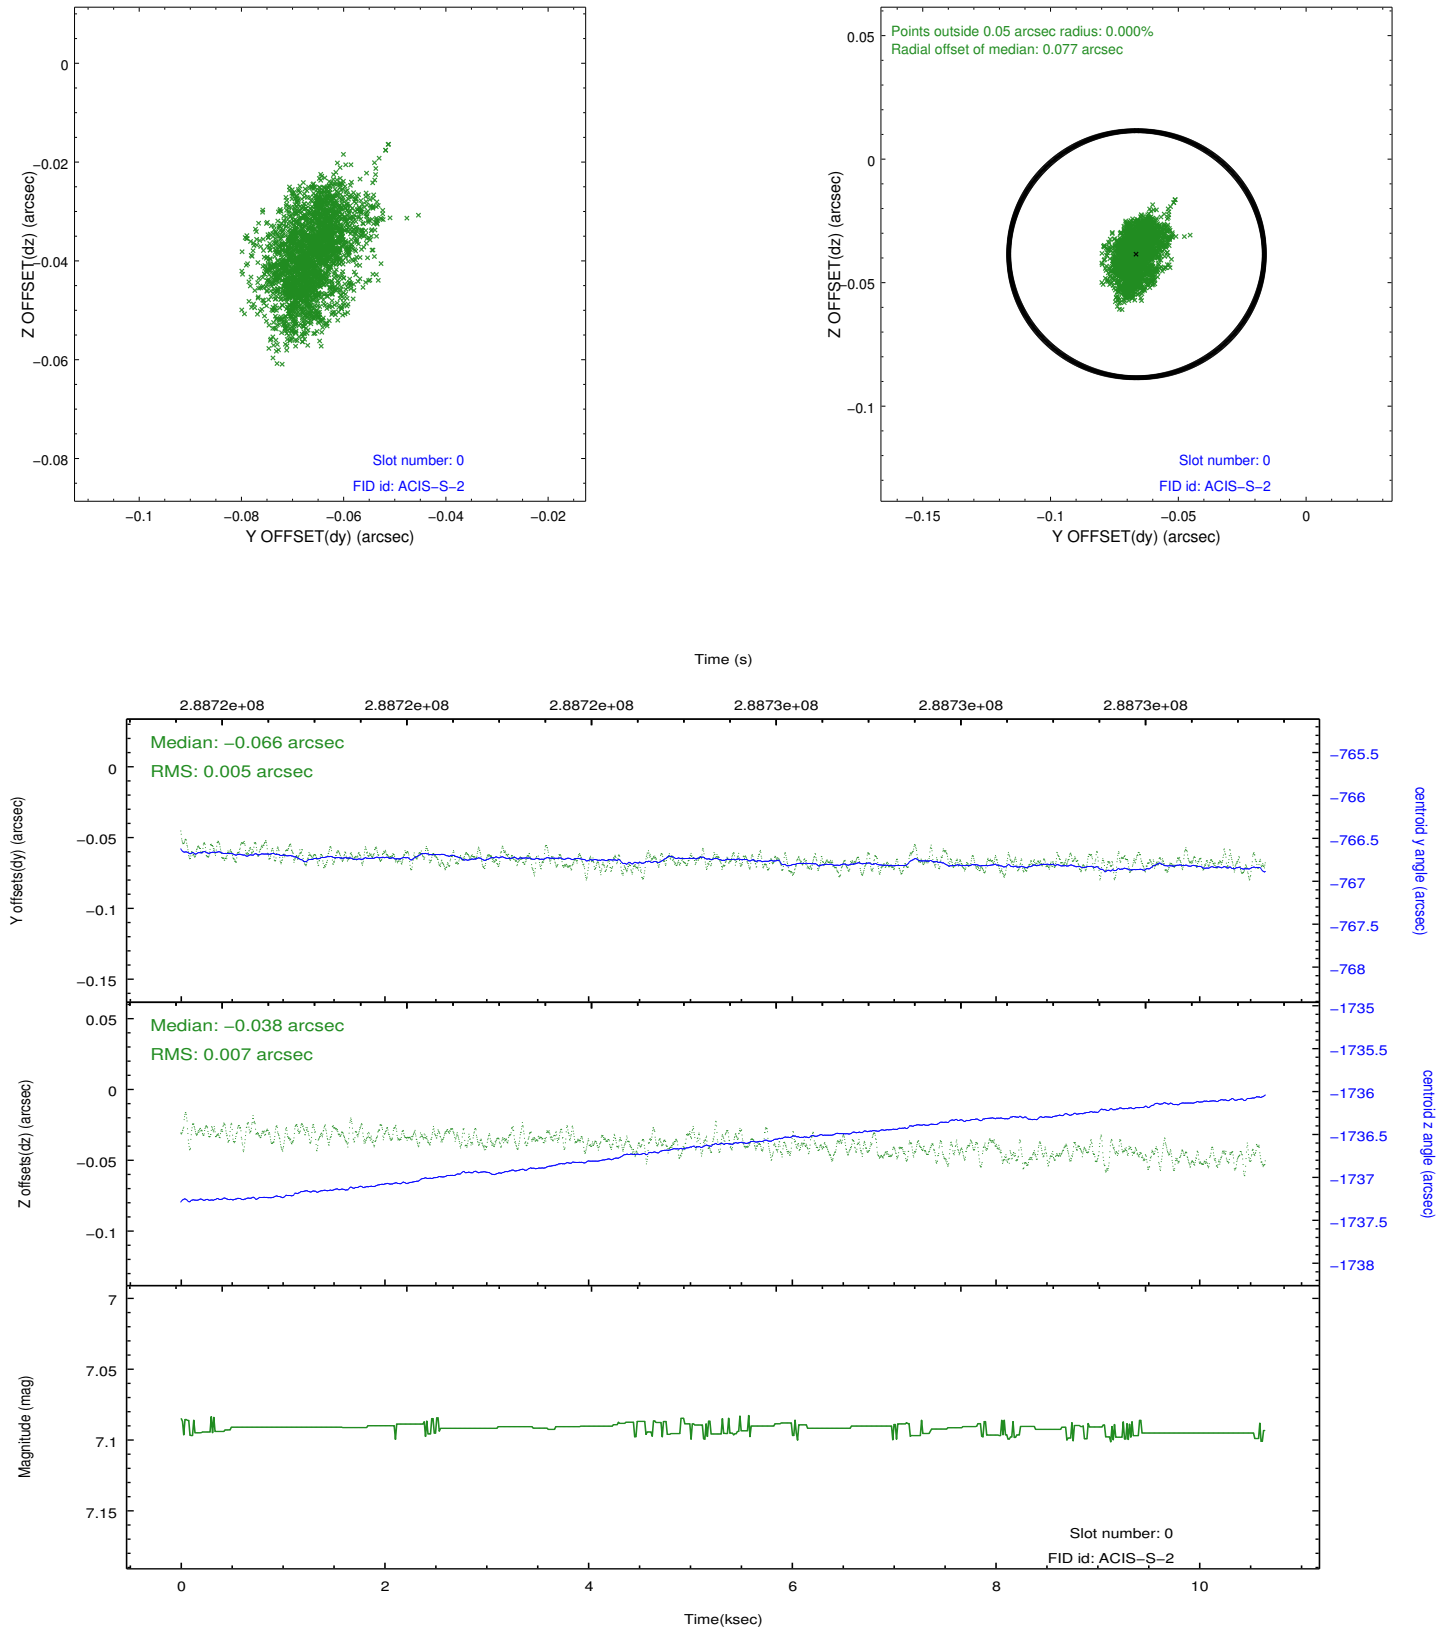 0
−0.02
−0.04
−0.06
−0.08
Z OFFSET(dz) (arcsec)
Slot number: 0
FID id: ACIS−S−2
−0.1
−0.08
−0.06
−0.04
−0.02
Y OFFSET(dy) (arcsec)
Points outside 0.05 arcsec radius: 0.000%
Radial offset of median: 0.077 arcsec
0.05
0
−0.05
−0.1
Z OFFSET(dz) (arcsec)
Slot number: 0
FID id: ACIS−S−2
−0.15
−0.1
−0.05
0
Y OFFSET(dy) (arcsec)
Time (s)
2.8872e+08
2.8872e+08
2.8872e+08
2.8873e+08
2.8873e+08
2.8873e+08
Median: −0.066 arcsec
RMS: 0.005 arcsec
0
−0.05
−0.1
−0.15
Y offsets(dy) (arcsec)
−765.5
−766
−766.5
−767
−767.5
−768
centroid y angle (arcsec)
Median: −0.038 arcsec
RMS: 0.007 arcsec
0.05
0
−0.05
−0.1
Z offsets(dz) (arcsec)
−1735
−1735.5
−1736
−1736.5
−1737
−1737.5
−1738
centroid z angle (arcsec)
7
7.05
7.1
7.15
Magnitude (mag)
Slot number: 0
FID id: ACIS−S−2
0
2
4
6
8
10
Time(ksec)